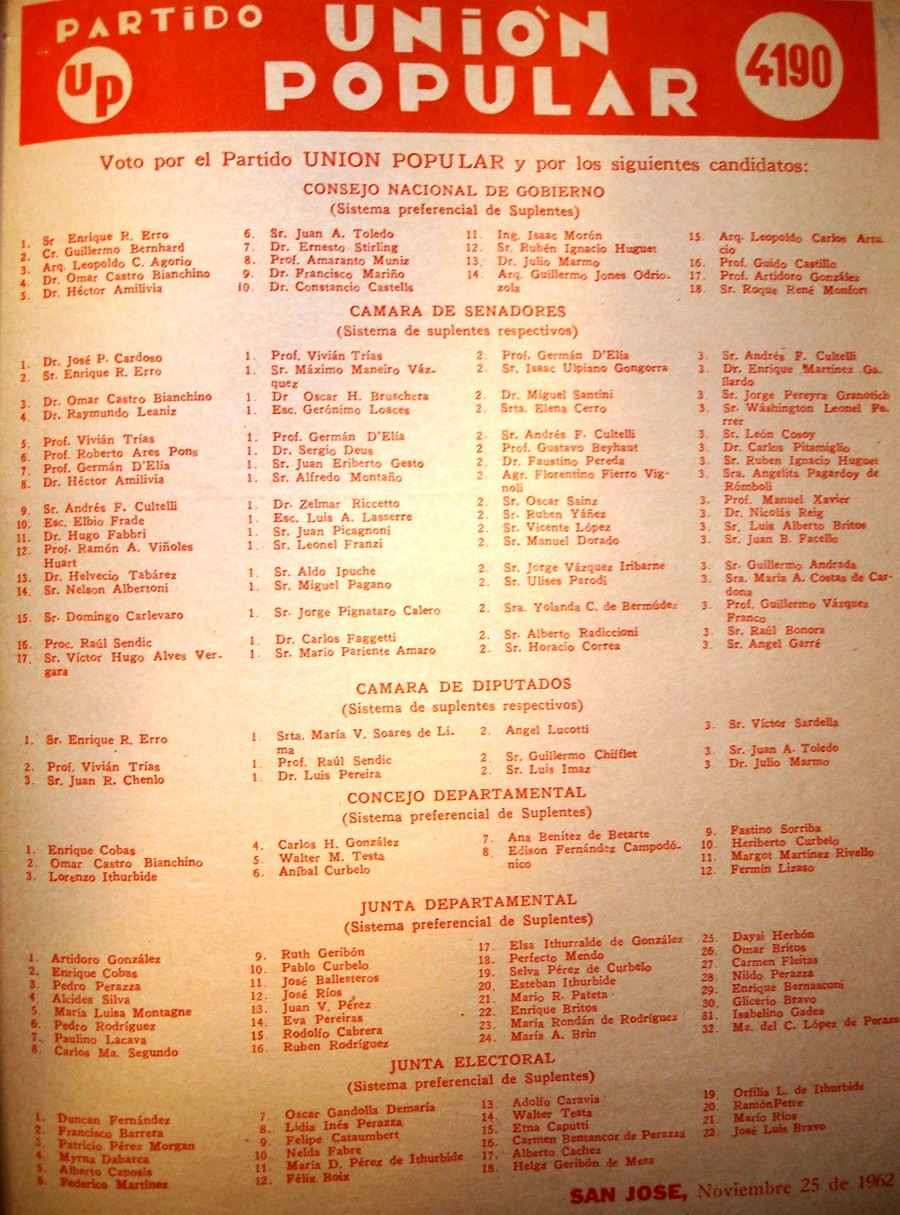 PARTIDO
UNIÓN
POPULAR
UP
4190
Voto por el Partido UNION POPULAR y por los siguientes candidatos:
CONSEJO NACIONAL DE GOBIERNO
(Sistema preferencial de Suplentes)
1. Sr Enrique R. Erro
2. Cr. Guillermo Bernhard
3. Arq. Leopoldo C. Agorio
4. Dr. Omar Castro Bianchino
5. Dr. Héctor Amilivia
6. Sr. Juan A. Toledo
7. Dr. Ernesto Stirling
8. Prof. Amaranto Muniz
9. Dr. Francisco Mariño
10. Dr. Constancio Castells
11. Ing. Isaac Morón
12. Sr. Rubén Ignacio Huguet
13. Dr. Julio Marmo
14. Arq. Guillermo Jones Odrio-
zola
15. Arq. Leopoldo Carlos Arta-
cio
16. Prof. Guido Castillo
17. Prof. Artidoro González
18. Sr. Roque René Monfort
CAMARA DE SENADORES
(Sistema de suplentes respectivos)
1. Dr. José P. Cardoso
2. Sr. Enrique R. Erro
3. Dr. Omar Castro Bianchino
4. Dr. Raymundo Leaniz
5. Prof. Vivián Trías
6. Prof. Roberto Ares Pons
7. Prof. Germán D'Elía
8. Dr. Héctor Amilivia
9. Sr. Andrés F. Cultelli
10. Esc. Elbio Frade
11. Dr. Hugo Fabbri
12. Prof. Ramón A. Viñoles
Huart
13. Dr. Helvecio Tabárez
14. Sr. Nelson Albertoni
15. Sr. Domingo Carlevaro
16. Proc. Raúl Sendic
17. Sr. Víctor Hugo Alves Ver-
gara
1. Prof. Vivián Trías
1. Sr. Máximo Maneiro Váz-
quez
1. Dr Oscar H. Bruschera
1. Esc. Gerónimo Loaces
1. Prof. Germán D'Elía
1. Dr. Sergio Deus
1. Sr. Juan Eriberto Gesto
1. Sr. Alfredo Montaño
1. Dr. Zelmar Riccetto
1. Esc. Luis A. Lasserre
1. Sr. Juan Picagnoni
1. Sr. Leonel Franzi
1. Sr. Aldo Ipuche
1. Sr. Miguel Pagano
1. Sr. Jorge Pignataro Calero
1. Dr. Carlos Faggetti
1. Sr. Mario Pariente Amaro
2. Prof. Germán D'Elía
2. Sr. Isaac Ulpiano Gongorra
2. Dr. Miguel Santini
2. Srta. Elena Cerro
2. Sr. Andrés F. Cultelli
2. Prof. Gustavo Beyhaut
2. Dr. Faustino Pereda
2. Agr. Florentino Fierro Vig-
noli
2. Sr. Oscar Sainz
2. Sr. Ruben Yáñez
2. Sr. Vicente López
2. Sr. Manuel Dorado
2. Sr. Jorge Vázquez Iribarne
2. Sr. Ulises Parodi
2. Sra. Yolanda C. de Bermúdez
2. Sr. Alberto Radiccioni
2. Sr. Horacio Correa
3. Sr. Andrés F. Cultelli
3. Dr. Enrique Martínez Ga-
llardo
3 Sr. Jorge Pereyra Granotich
3. Sr. Wáshington Leonel Fe-
rrer
3. Sr. León Cosoy
3. Dr. Carlos Pitamiglio
3. Sr. Ruben Ignacio Huguet
3. Sra. Angelita Pagardoy de
Rómboli
3. Prof. Manuel Xavier
3. Dr. Nicolás Reig
3. Sr. Luis Alberto Britos
3. Sr. Juan B. Facello
3. Sr. Guillermo Andrada
3. Sra. María A. Costas de Car-
dona
3. Prof. Guillermo Vázquez
Franco
3. Sr. Raúl Bonora
3. Sr. Angel Garré
CAMARA DE DIPUTADOS
(Sistema de suplentes respectivos)
1. Sr. Enrique R. Erro
2. Prof. Vivián Trías
3. Sr. Juan R. Chenlo
1. Srta. María V. Soares de Li-
ma
1. Prof. Raúl Sendic
1. Dr. Luis Pereira
2. Angel Lucotti
2. Sr. Guillermo Chifflet
2. Sr. Luis Imaz
3. Sr. Víctor Sardella
3. Sr. Juan A. Toledo
3. Dr. Julio Marmo
CONCEJO DEPARTAMENTAL
(Sistema preferencial de Suplentes)
1. Enrique Cobas
2. Omar Castro Bianchino
3. Lorenzo Ithurbide
4. Carlos H. González
5. Walter M. Testa
6. Aníbal Curbelo
7. Ana Benítez de Betarte
8. Edison Fernández Campodó-
nico
9. Fastino Sorriba
10. Heriberto Curbelo
11. Margot Martínez Rivello
12. Fermín Lizaso
JUNTA DEPARTAMENTAL
(Sistema preferencial de Suplentes)
1. Artidoro González
2. Enrique Cobas
3. Pedro Perazza
4. Alcides Silva
5. María Luisa Montagne
6. Pedro Rodríguez
7. Paulino Lacava
8. Carlos Ma. Segundo
9. Ruth Geribón
10. Pablo Curbelo
11. José Ballesteros
12. José Ríos
13. Juan V. Pérez
14. Eva Pereiras
15. Rodolfo Cabrera
16. Ruben Rodríguez
17. Elsa Ithurralde de González
18. Perfecto Mendo
19. Selva Pérez de Curbelo
20. Esteban Ithurbide
21. Mario R. Pateta
22. Enrique Britos
23. María Rondán de Rodríguez
24. María A. Brin
25. Daysi Herbón
26. Omar Britos
27. Carmen Fleitas
28. Nildo Perazza
29. Enrique Bernasconi
30. Glicerio Bravo
31. Isabelino Gadea
32. Ma. del C. López de Peraza
JUNTA ELECTORAL
(Sistema preferencial de Suplentes)
1. Duncan Fernández
2. Francisco Barrera
3. Patricio Pérez Morgan
4. Myrna Dabarca
5. Alberto Caposis
6. Federico Martínez
7. Oscar Gandolla Demaría
8. Lidia Inés Perazza
9. Felipe Cataumbert
10. Nelda Fabre
11. María D. Pérez de Ithurbide
12. Félix Boix
13. Adolfo Caravia
14. Walter Testa
15. Etna Caputti
16. Carmen Bentancor de Perazza
17. Alberto Cachez
18. Helga Geribón de Mesa
19. Orfilia L. de Ithurbide
20. RamónPetre
21. Mario Ríos
22 José Luis Bravo
SAN JOSE, Noviembre 25 de 1962